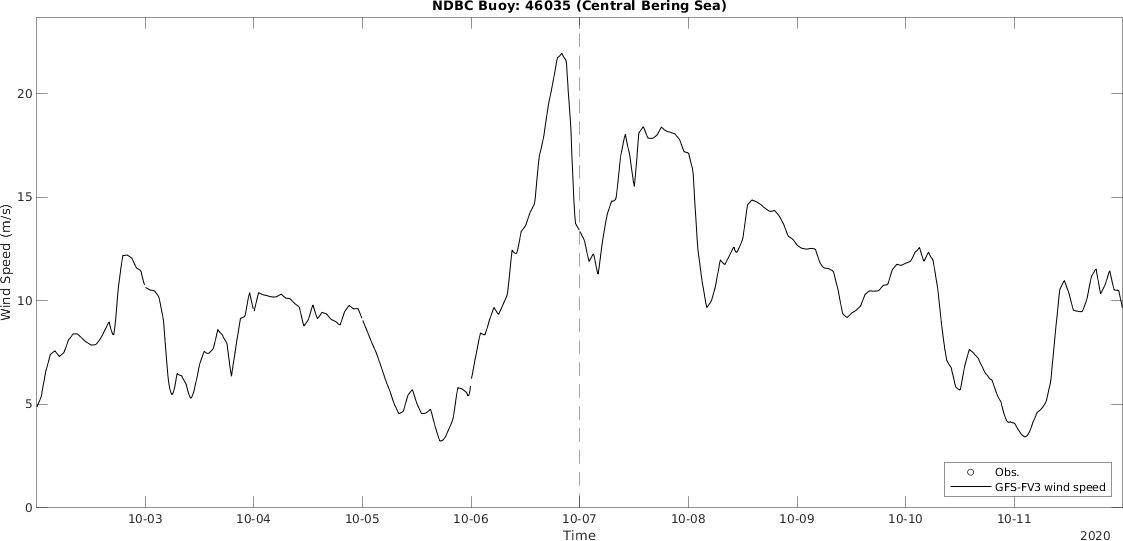 NDBC Buoy: 46035 (Central Bering Sea)
Wind Speed (m/s)
20
15
10
5
0
10-03 10-04 10-05 10-06 10-07 10-08 10-09 10-10 10-11
Time
2020
Obs.
GFS-FV3 wind speed